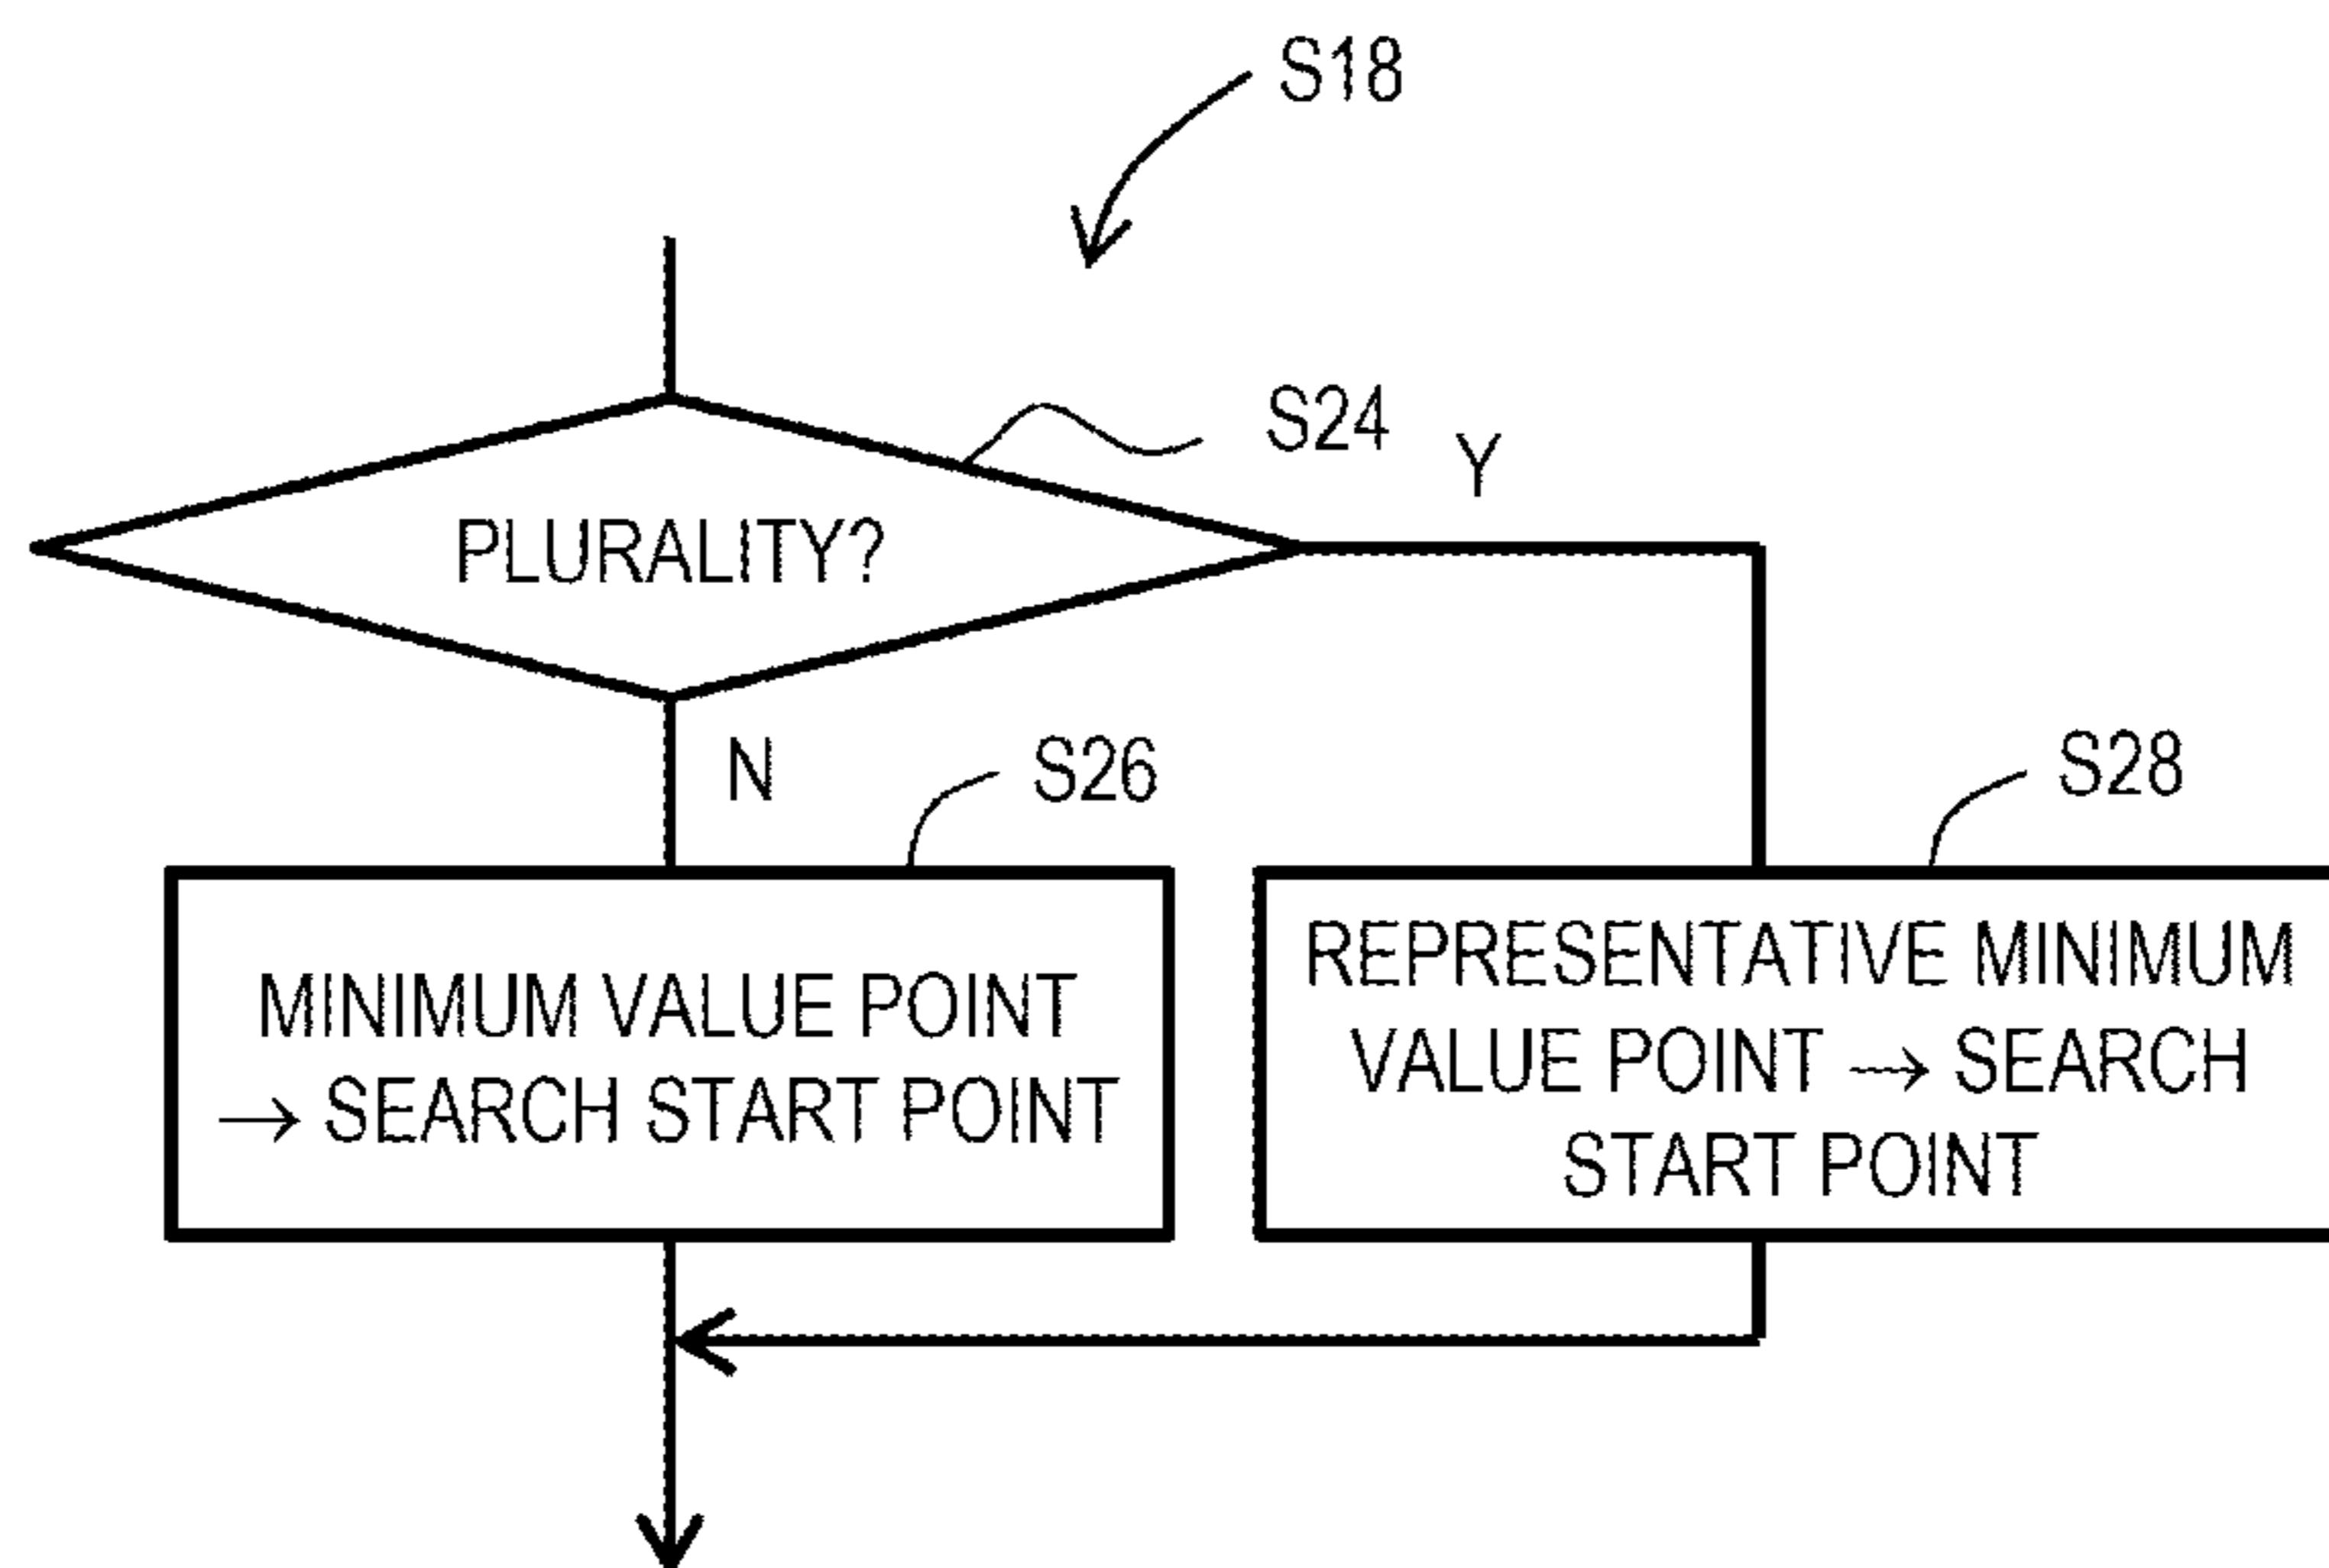 S18
S24
Y
PLURALITY?
N
S26
S28
MINIMUM VALUE POINT
→ SEARCH START POINT
REPRESENTATIVE MINIMUM
VALUE POINT → SEARCH
START POINT